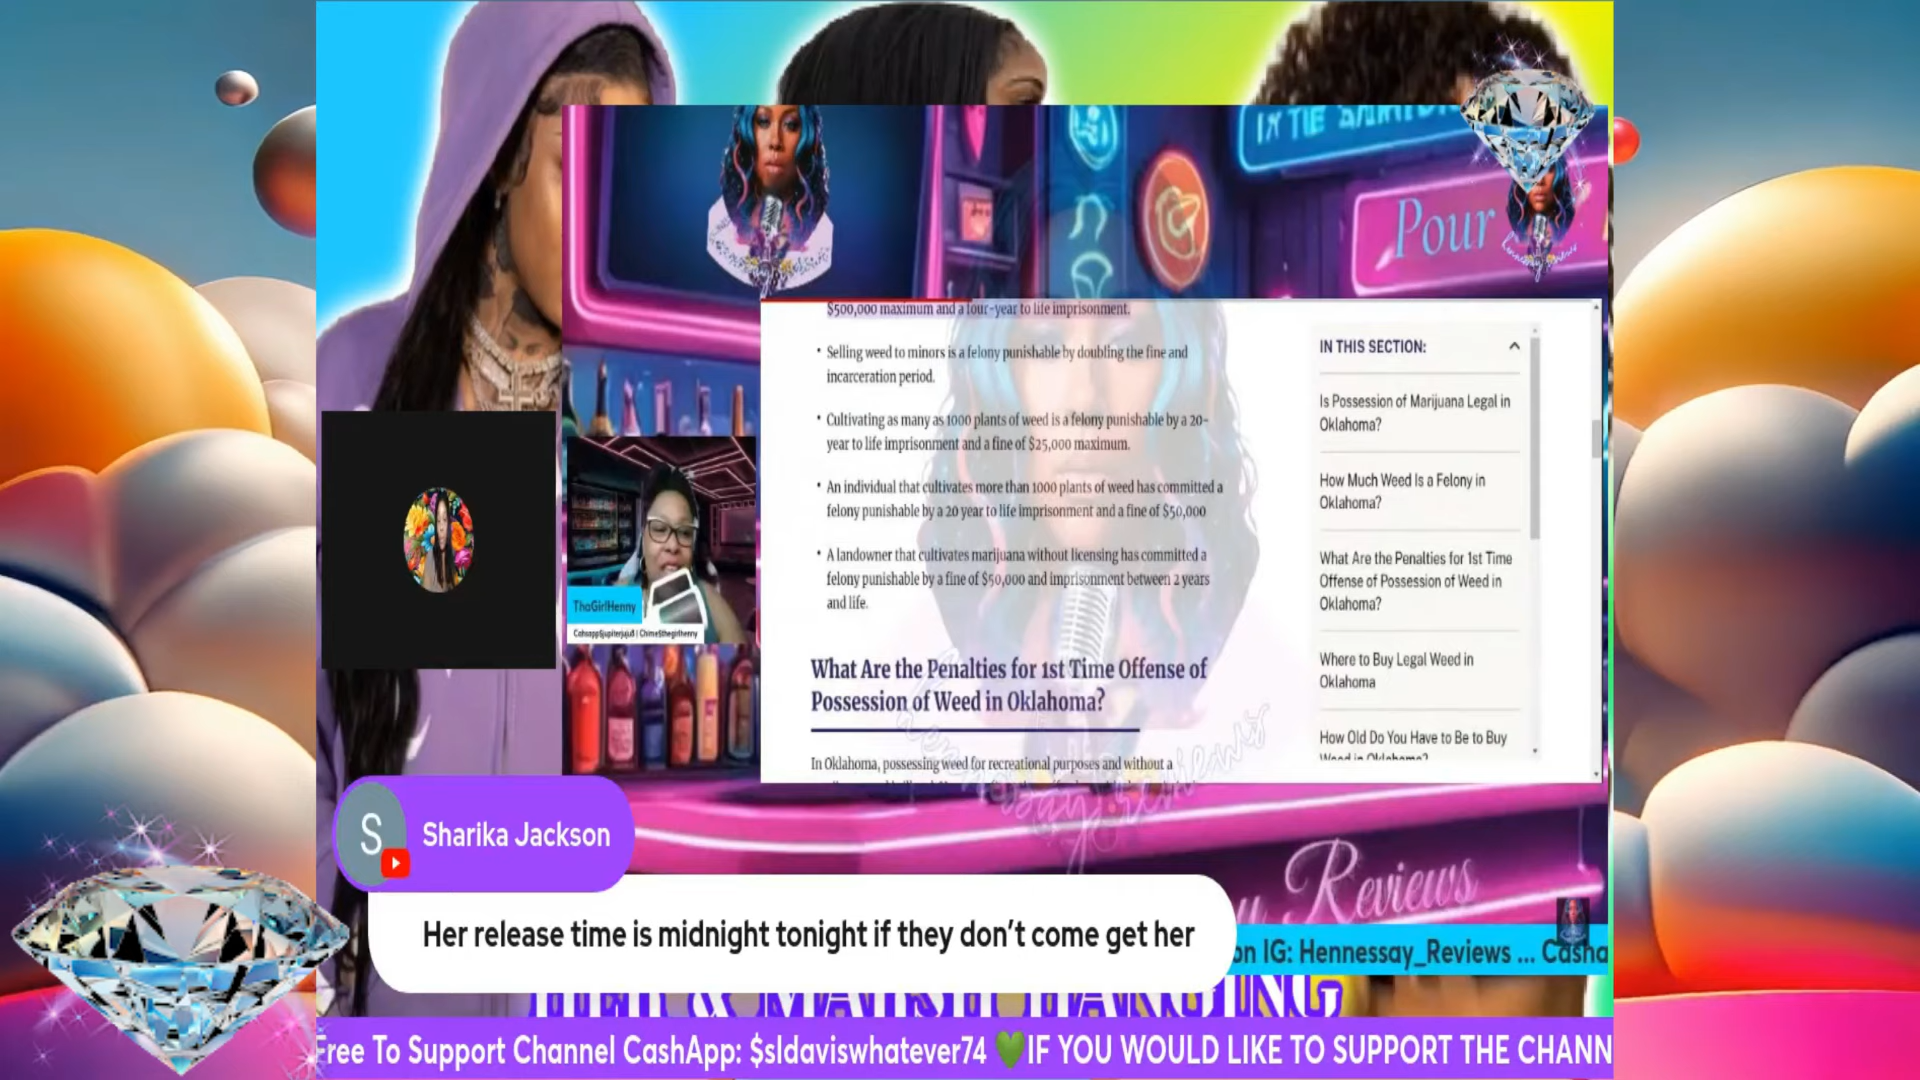 IN THE
Pour
$500,000 maximum and a four-year to life imprisonment.
• Selling weed to minors is a felony punishable by doubling the fine and
incarceration period.
• Cultivating as many as 1000 plants of weed is a felony punishable by a 20-
year to life imprisonment and a fine of $25,000 maximum.
• An individual that cultivates more than 1000 plants of weed has committed a
felony punishable by a 20 year to life imprisonment and a fine of $50,000
• A landowner that cultivates marijuana without licensing has committed a
felony punishable by a fine of $50,000 and imprisonment between 2 years
and life.
What Are the Penalties for 1st Time Offense of
Possession of Weed in Oklahoma?
In Oklahoma, possessing weed for recreational purposes and without a
IN THIS SECTION:
Is Possession of Marijuana Legal in
Oklahoma?
How Much Weed Is a Felony in
Oklahoma?
What Are the Penalties for 1st Time
Offense of Possession of Weed in
Oklahoma?
Where to Buy Legal Weed in
Oklahoma
How Old Do You Have to Be to Buy
Weed in Oklahoma?
ThaGirlHenny
Cahsapp$jupiterjuju8 | Chime$thegirlhenny
S
Sharika Jackson
Her release time is midnight tonight if they don't come get her
Reviews
on IG: Hennessay_Reviews ... Casha
Free To Support Channel CashApp: $sldaviswhatever74 💚IF YOU WOULD LIKE TO SUPPORT THE CHANN